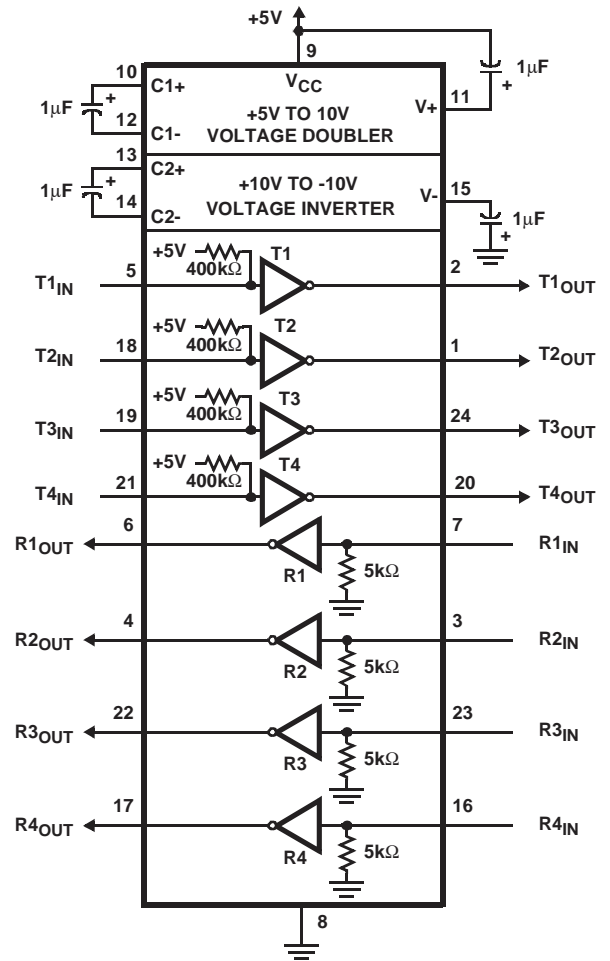 +5V
9
VCC
10
C1+
1μF
+
12
C1-
+5V TO 10V
VOLTAGE DOUBLER
V+
11
1μF
+
13
C2+
1μF
+
14
C2-
+10V TO -10V
VOLTAGE INVERTER
V-
15
1μF
+
T1IN
5
+5V
400kΩ
T1
2
T1OUT
T2IN
18
+5V
400kΩ
T2
1
T2OUT
T3IN
19
+5V
400kΩ
T3
24
T3OUT
T4IN
21
+5V
400kΩ
T4
20
T4OUT
R1OUT
6
R1
5kΩ
7
R1IN
R2OUT
4
R2
5kΩ
3
R2IN
R3OUT
22
R3
5kΩ
23
R3IN
R4OUT
17
R4
5kΩ
16
R4IN
8